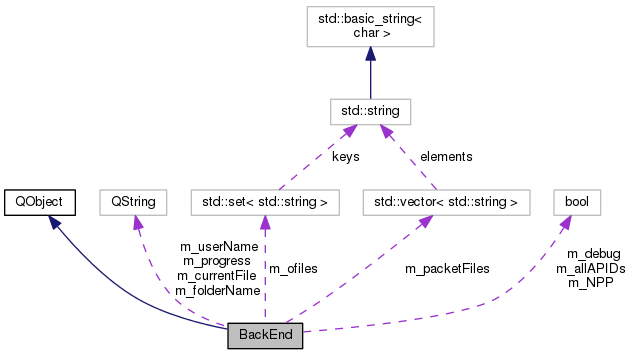 std::basic_string<
char >
std::string
keys
elements
QObject
QString
std::set< std::string >
std::vector< std::string >
bool
m_userName
m_progress
m_currentFile
m_folderName
m_ofiles
m_packetFiles
m_debug
m_allAPIDs
m_NPP
BackEnd